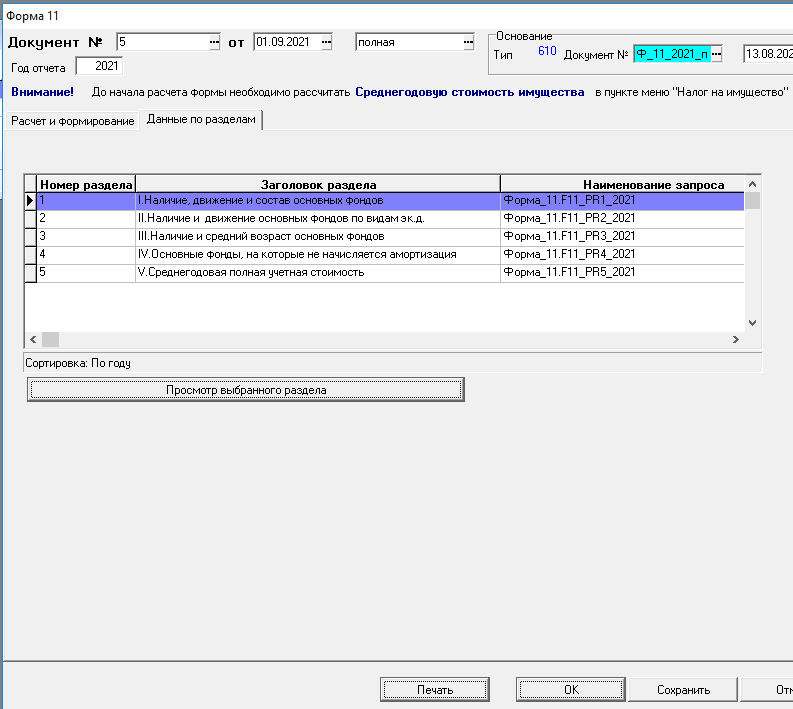 Форма 11
Документ № 5 ... от 01.09.2021 ... полная ... Основание
Тип 610 Документ № Ф_11_2021_п ... 13.08.202
Год отчета 2021
Внимание! До начала расчета формы необходимо рассчитать Среднегодовую стоимость имущества в пункте меню "Налог на имущество"
Расчет и формирование Данные по разделам
Номер раздела Заголовок раздела Наименование запроса
1 I.Наличие, движение и состав основных фондов Форма_11.F11_PR1_2021
2 II.Наличие и движение основных фондов по видам эк.д. Форма_11.F11_PR2_2021
3 III.Наличие и средний возраст основных фондов Форма_11.F11_PR3_2021
4 IV.Основные фонды, на которые не начисляется амортизация Форма_11.F11_PR4_2021
5 V.Среднегодовая полная учетная стоимость Форма_11.F11_PR5_2021
Сортировка: По году
Просмотр выбранного раздела
Печать OK Сохранить Отм